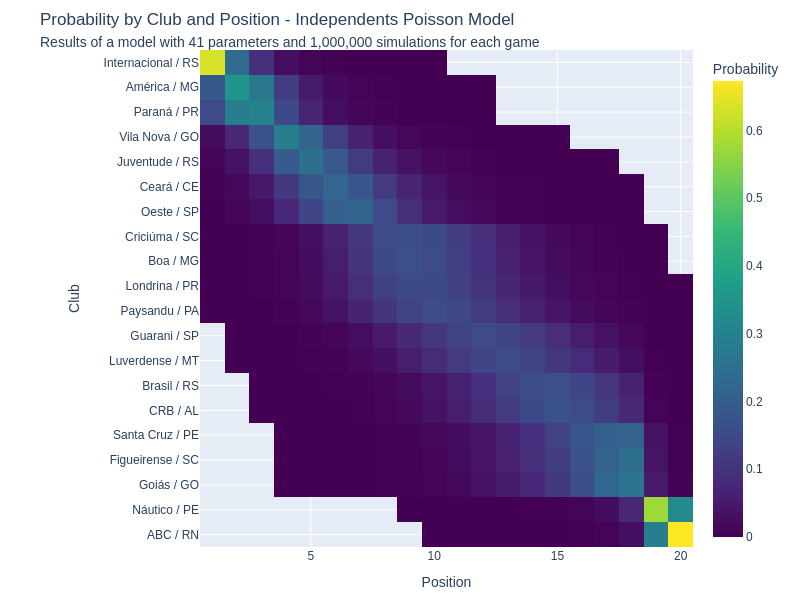 Probability by Club and Position - Independents Poisson Model
Results of a model with 41 parameters and 1,000,000 simulations for each game
Probability
Internacional / RS
América / MG
Paraná / PR
Vila Nova / GO
Juventude / RS
Ceará / CE
Oeste / SP
Criciúma / SC
Boa / MG
Londrina / PR
Paysandu / PA
Guarani / SP
Luverdense / MT
Brasil / RS
CRB / AL
Santa Cruz / PE
Figueirense / SC
Goiás / GO
Náutico / PE
ABC / RN
Club
5
10
15
20
Position
0.6
0.5
0.4
0.3
0.2
0.1
0